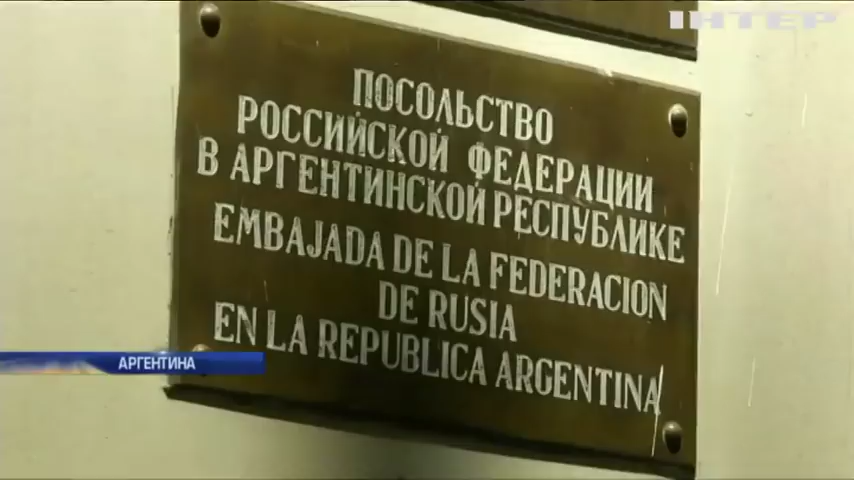 ІНТЕР
ПОСОЛЬСТВО
РОССИЙСКОЙ ФЕДЕРАЦИИ
В АРГЕНТИНСКОЙ РЕСПУБЛИКЕ
EMBAJADA DE LA FEDERACION
DE RUSIA
EN LA REPUBLICA ARGENTINA
АРГЕНТИНА